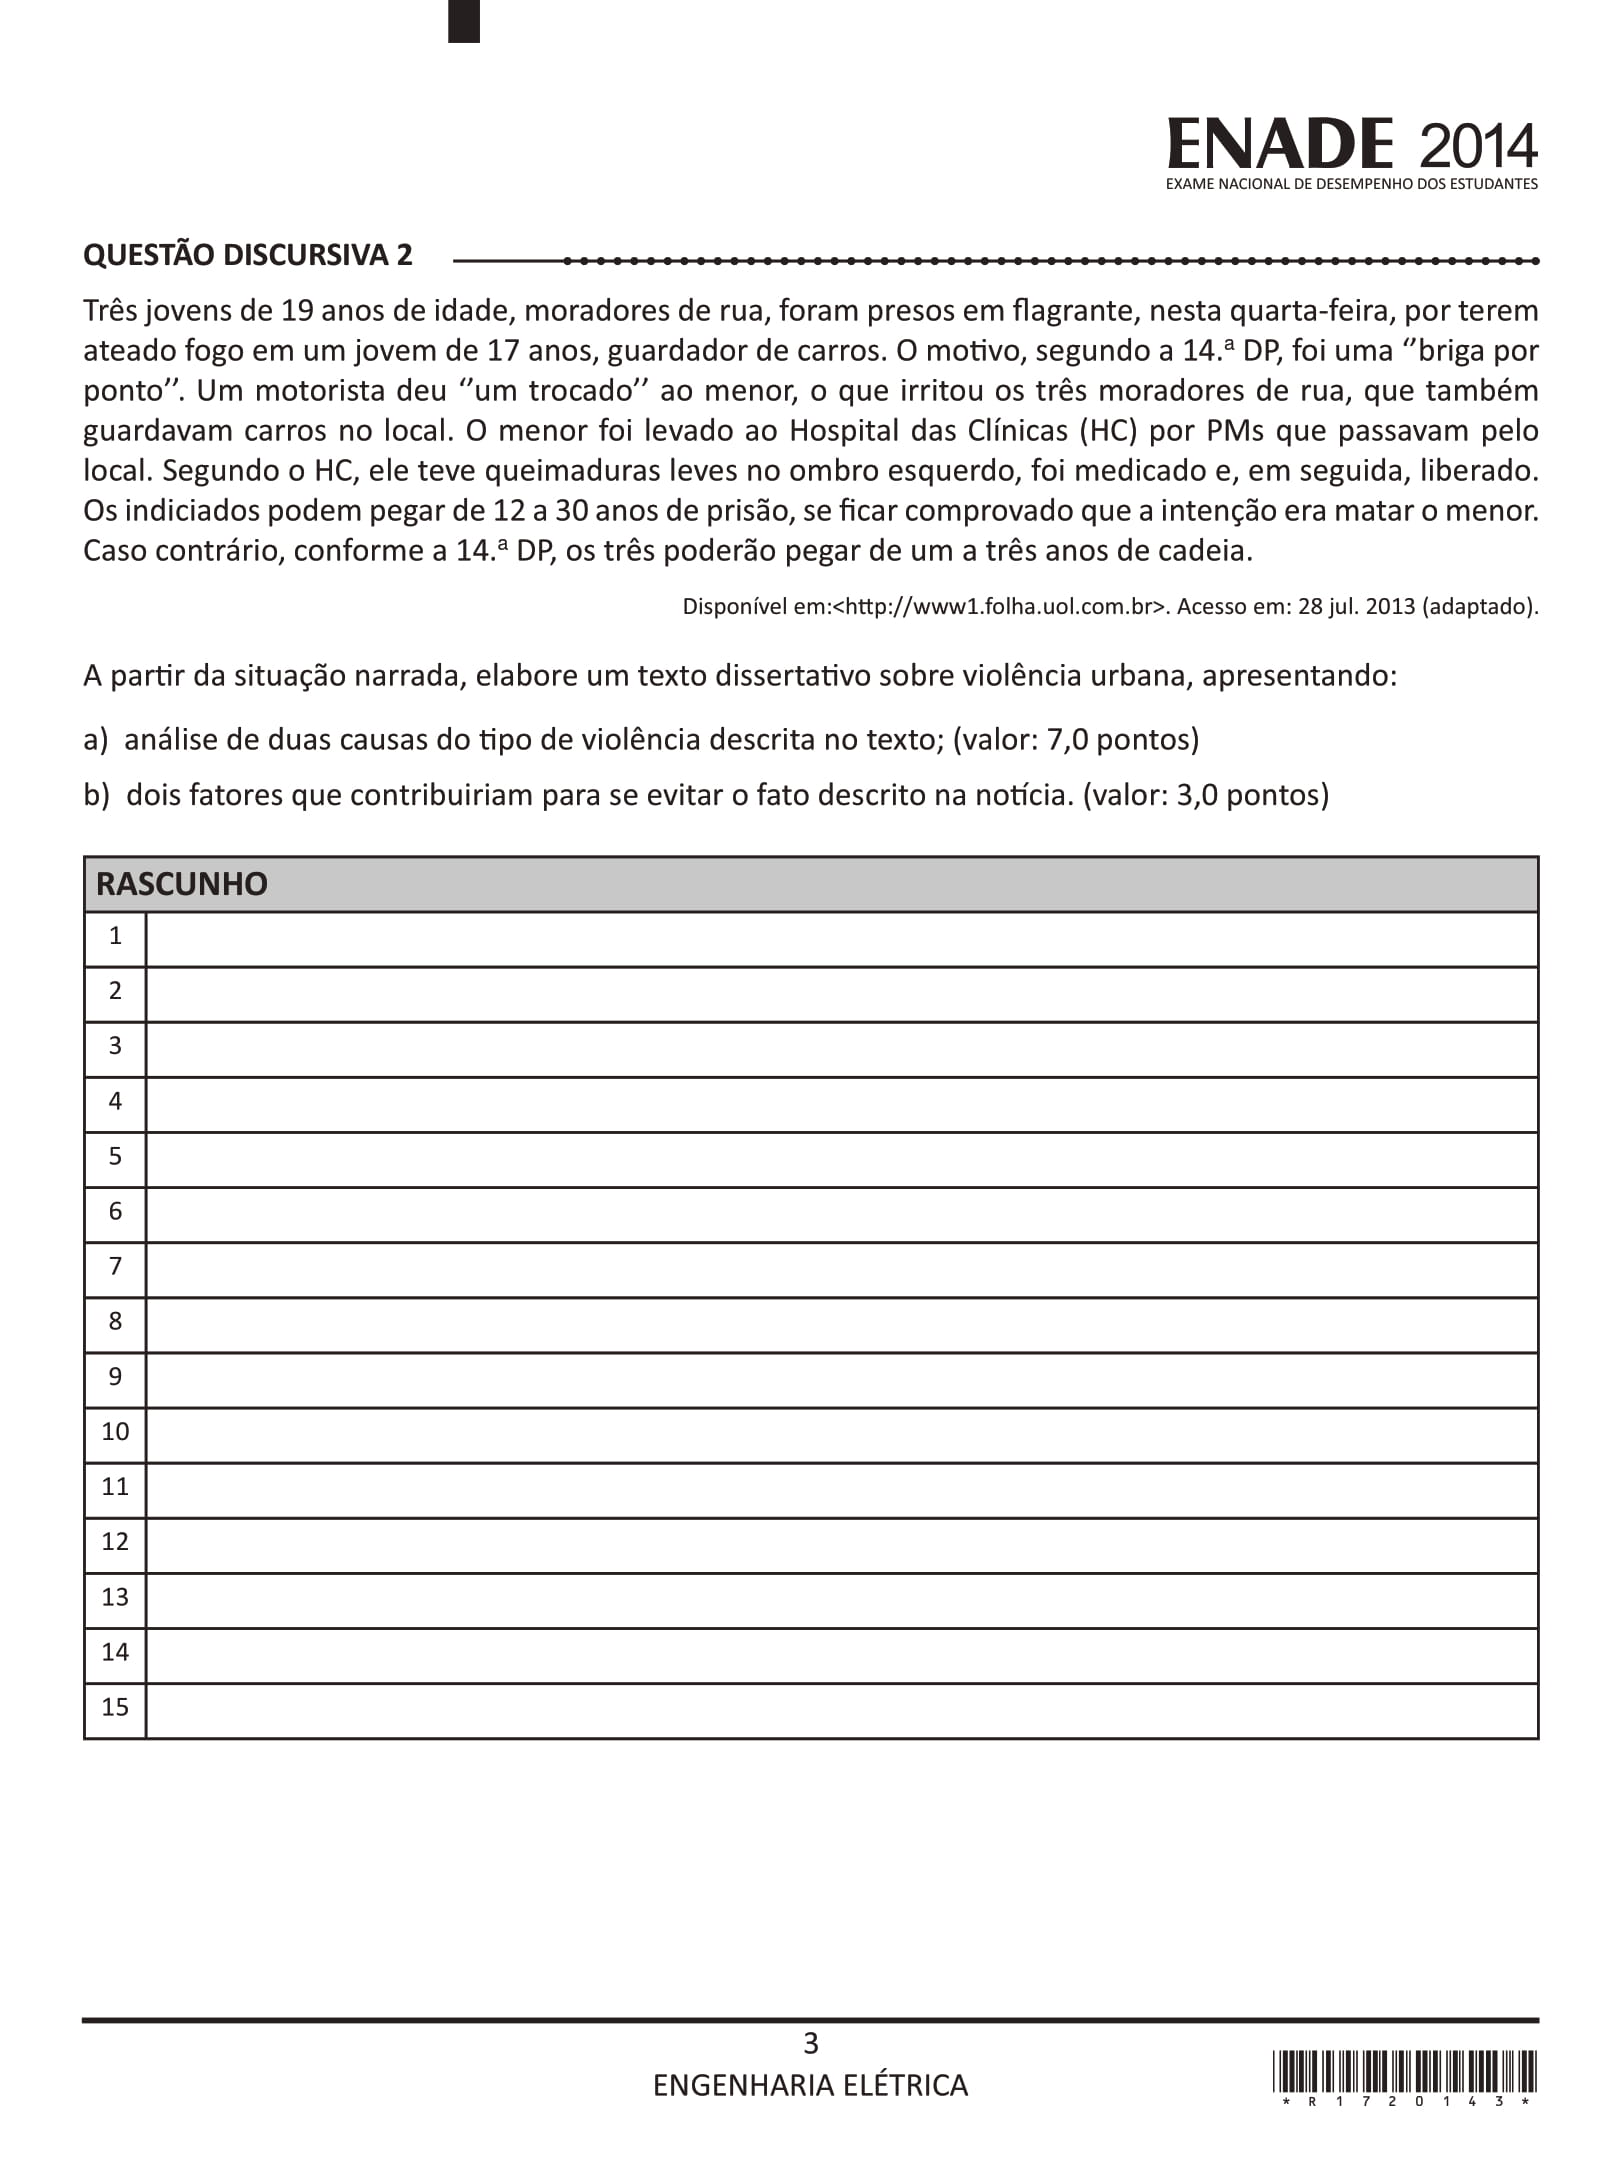 ENADE 2014
EXAME NACIONAL DE DESEMPENHO DOS ESTUDANTES
QUESTÃO DISCURSIVA 2
Três jovens de 19 anos de idade, moradores de rua, foram presos em flagrante, nesta quarta-feira, por terem
ateado fogo em um jovem de 17 anos, guardador de carros. O motivo, segundo a 14.ª DP, foi uma ‘’briga por
ponto’’. Um motorista deu ‘’um trocado’’ ao menor, o que irritou os três moradores de rua, que também
guardavam carros no local. O menor foi levado ao Hospital das Clínicas (HC) por PMs que passavam pelo
local. Segundo o HC, ele teve queimaduras leves no ombro esquerdo, foi medicado e, em seguida, liberado.
Os indiciados podem pegar de 12 a 30 anos de prisão, se ficar comprovado que a intenção era matar o menor.
Caso contrário, conforme a 14.ª DP, os três poderão pegar de um a três anos de cadeia.
Disponível em:<http://www1.folha.uol.com.br>. Acesso em: 28 jul. 2013 (adaptado).
A partir da situação narrada, elabore um texto dissertativo sobre violência urbana, apresentando:
a) análise de duas causas do tipo de violência descrita no texto; (valor: 7,0 pontos)
b) dois fatores que contribuiriam para se evitar o fato descrito na notícia. (valor: 3,0 pontos)
RASCUNHO
1
2
3
4
5
6
7
8
9
10
11
12
13
14
15
3
ENGENHARIA ELÉTRICA
* R 1 7 2 0 1 4 3 *